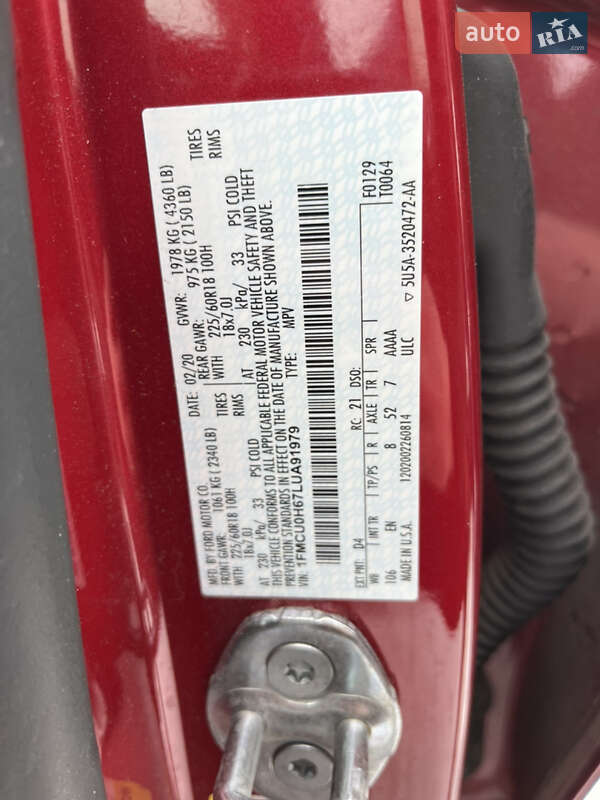 auto RIA.com
MFD. BY FORD MOTOR CO. DATE: 02/20 GVWR: 1978 KG ( 4360 LB)
FRONT GAWR: 1061 KG ( 2340 LB) REAR GAWR: 975 KG ( 2150 LB)
WITH 225/60R18 100H TIRES WITH 225/60R18 100H TIRES
18x7.0J RIMS 18x7.0J RIMS
AT 230 kPa/ 33 PSI COLD AT 230 kPa/ 33 PSI COLD
THIS VEHICLE CONFORMS TO ALL APPLICABLE FEDERAL MOTOR VEHICLE SAFETY AND THEFT
PREVENTION STANDARDS IN EFFECT ON THE DATE OF MANUFACTURE SHOWN ABOVE.
VIN: 1FMCU0H67LUA91979 TYPE: MPV
F0129
T0064
EXT PNT: D4 RC: 21 DSO:
WB INT TR TP/PS R AXLE TR SPR
106 EN 8 52 7 AAAA
MADE IN U.S.A. 1202002260814 ULC ▽ 5U5A-3520472-AA